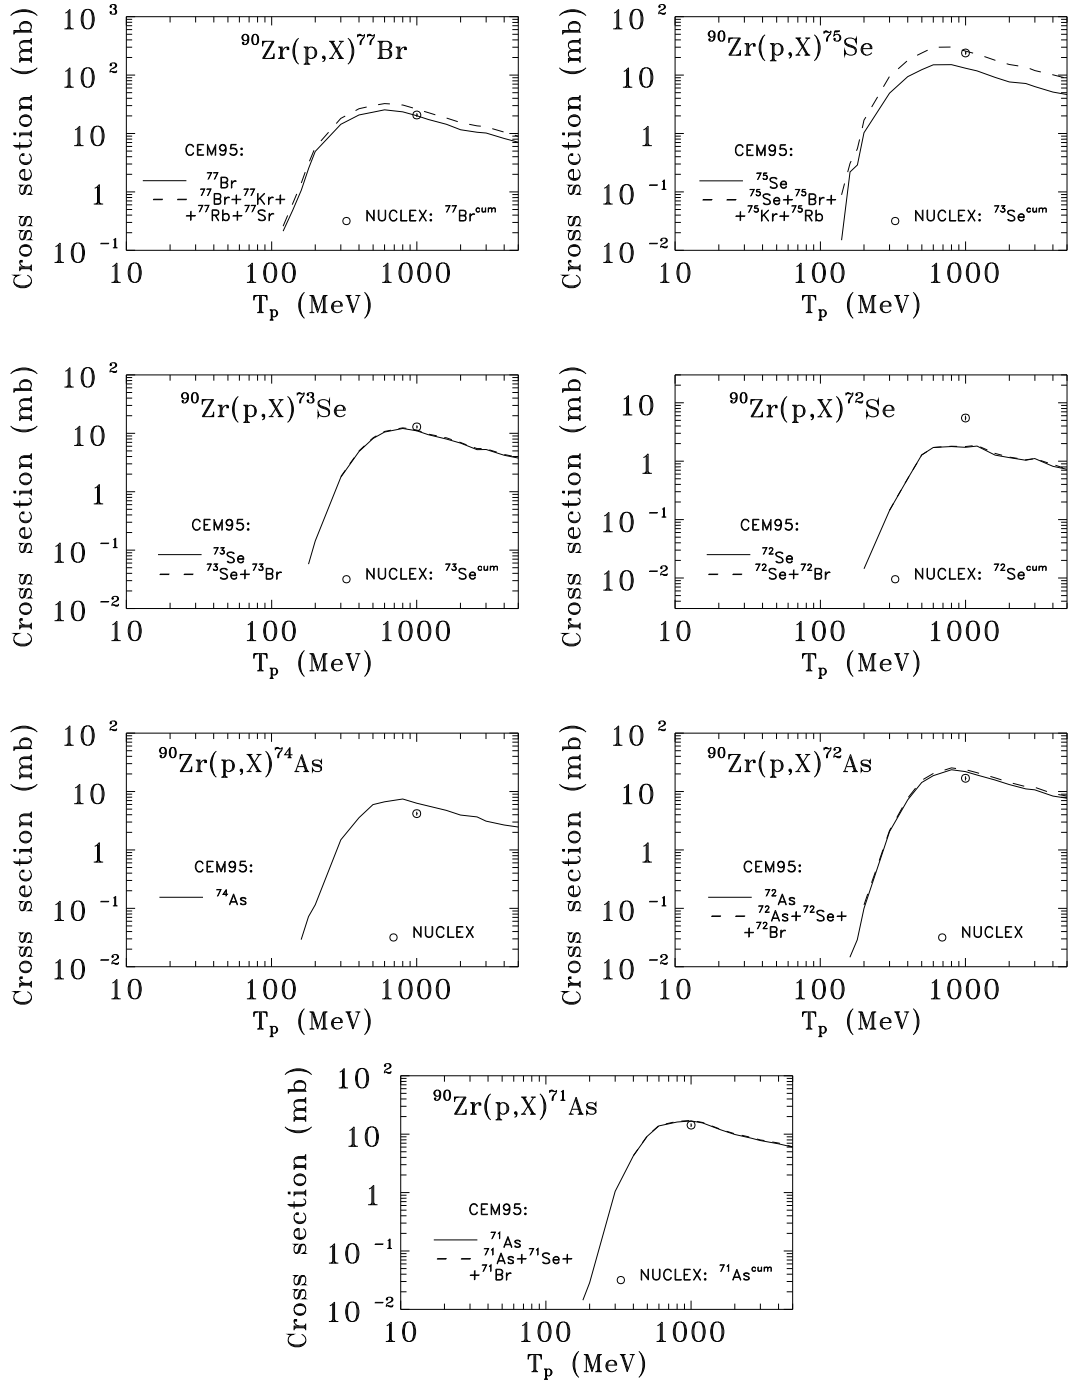 ⁹⁰Zr(p,X)⁷⁷Br
Cross section (mb)
10 ³
10 ²
10
1
10 ⁻¹
CEM95:
⁷⁷Br
⁷⁷Br+⁷⁷Kr+
+⁷⁷Rb+⁷⁷Sr
NUCLEX: ⁷⁷Brᶜᵘᵐ
10 100 1000
Tₚ (MeV)
⁹⁰Zr(p,X)⁷⁵Se
Cross section (mb)
10 ²
10
1
10 ⁻¹
10 ⁻²
CEM95:
⁷⁵Se
⁷⁵Se+⁷⁵Br+
+⁷⁵Kr+⁷⁵Rb
NUCLEX: ⁷³Seᶜᵘᵐ
10 100 1000
Tₚ (MeV)
⁹⁰Zr(p,X)⁷³Se
Cross section (mb)
10 ²
10
1
10 ⁻¹
10 ⁻²
CEM95:
⁷³Se
⁷³Se+⁷³Br
NUCLEX: ⁷³Seᶜᵘᵐ
10 100 1000
Tₚ (MeV)
⁹⁰Zr(p,X)⁷²Se
Cross section (mb)
10
1
10 ⁻¹
10 ⁻²
CEM95:
⁷²Se
⁷²Se+⁷²Br
NUCLEX: ⁷²Seᶜᵘᵐ
10 100 1000
Tₚ (MeV)
⁹⁰Zr(p,X)⁷⁴As
Cross section (mb)
10 ²
10
1
10 ⁻¹
10 ⁻²
CEM95:
⁷⁴As
NUCLEX
10 100 1000
Tₚ (MeV)
⁹⁰Zr(p,X)⁷²As
Cross section (mb)
10 ²
10
1
10 ⁻¹
10 ⁻²
CEM95:
⁷²As
⁷²As+⁷²Se+
+⁷²Br
NUCLEX
10 100 1000
Tₚ (MeV)
⁹⁰Zr(p,X)⁷¹As
Cross section (mb)
10 ²
10
1
10 ⁻¹
10 ⁻²
CEM95:
⁷¹As
⁷¹As+⁷¹Se+
+⁷¹Br
NUCLEX: ⁷¹Asᶜᵘᵐ
10 100 1000
Tₚ (MeV)